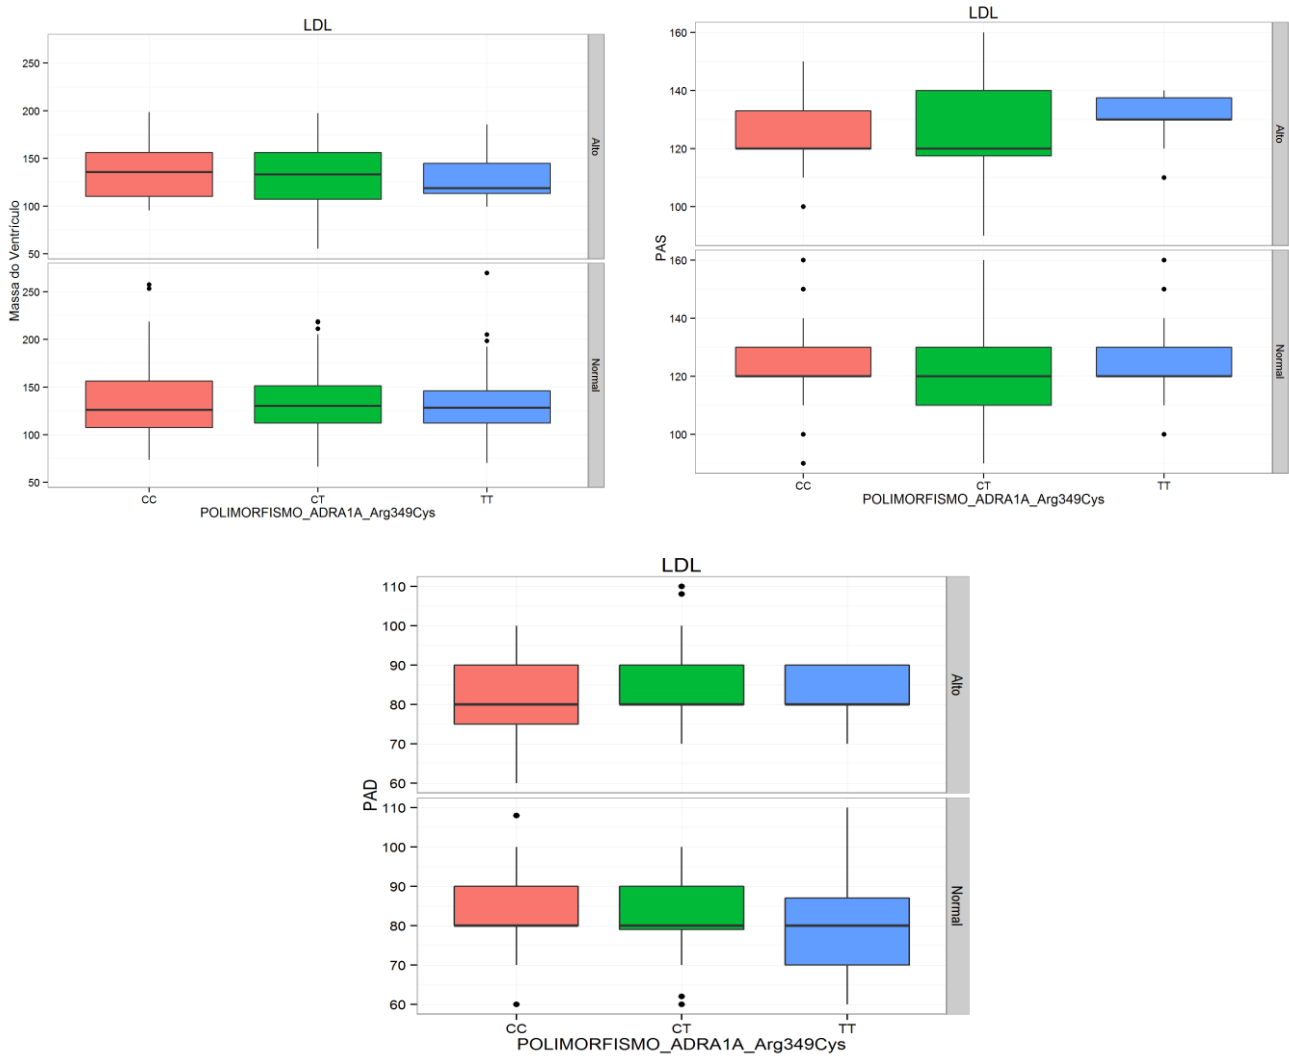 LDL
250
200
150
100
50
Alto
250
200
150
100
50
Normal
Massa do Ventrículo
CC CT TT
POLIMORFISMO_ADRA1A_Arg349Cys
LDL
160
140
120
100
Alto
160
140
120
100
Normal
PAS
CC CT TT
POLIMORFISMO_ADRA1A_Arg349Cys
LDL
110
100
90
80
70
60
Alto
110
100
90
80
70
60
Normal
PAD
CC CT TT
POLIMORFISMO_ADRA1A_Arg349Cys